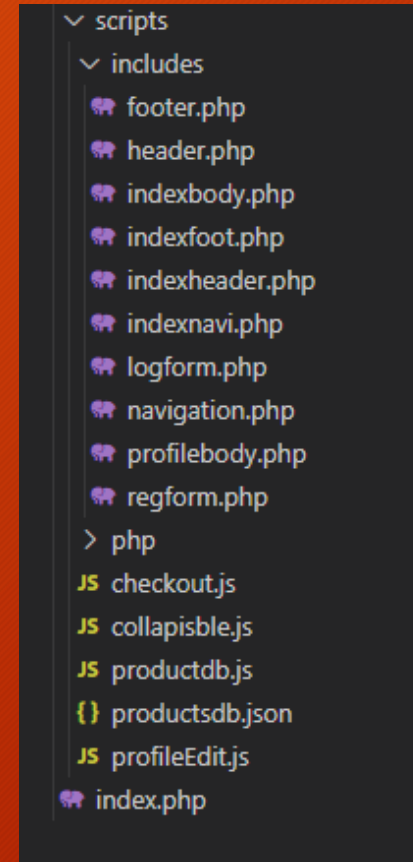 scripts
includes
footer.php
header.php
indexbody.php
indexfoot.php
indexheader.php
indexnavi.php
logform.php
navigation.php
profilebody.php
regform.php
php
JS checkout.js
JS collapisble.js
JS productdb.js
{} productsdb.json
JS profileEdit.js
index.php